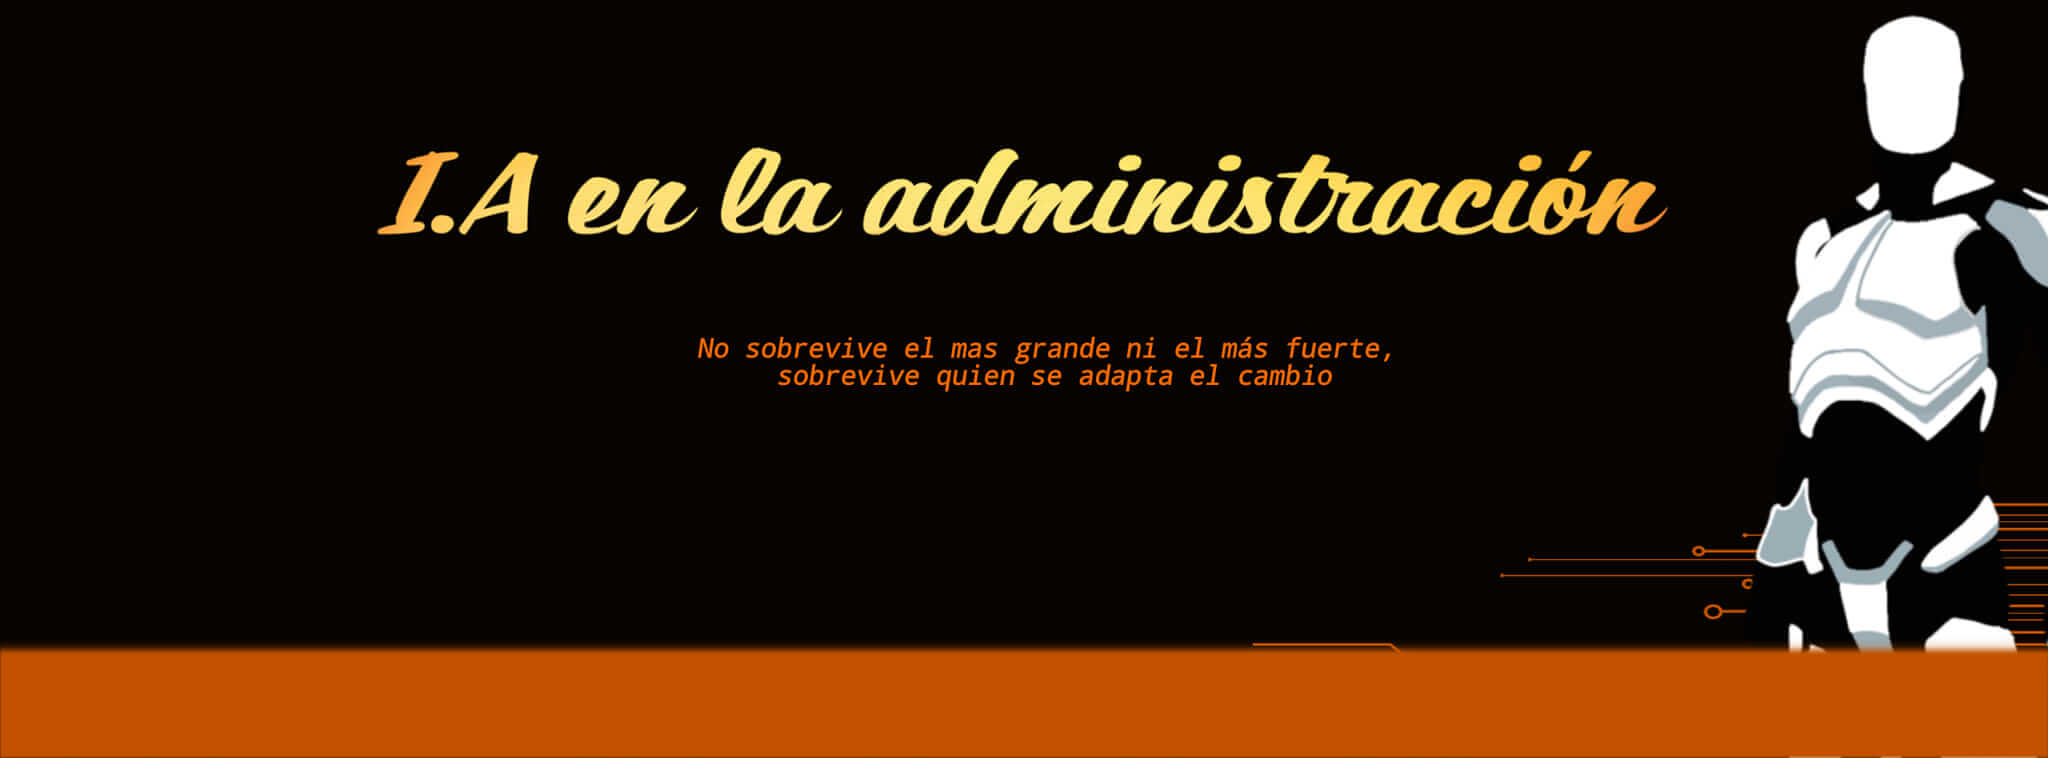 I.A en la administración
No sobrevive el mas grande ni el más fuerte,
sobrevive quien se adapta el cambio